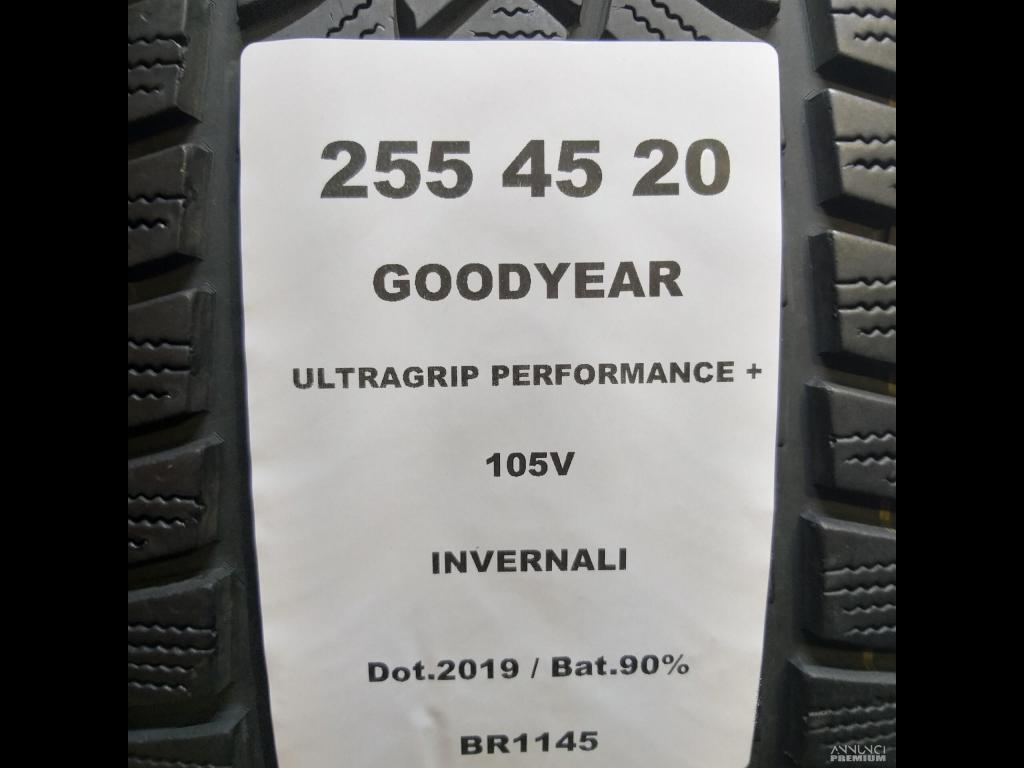 255 45 20
GOODYEAR
ULTRAGRIP PERFORMANCE +
105V
INVERNALI
Dot.2019 / Bat.90%
BR1145
ANNUNCI
PREMIUM